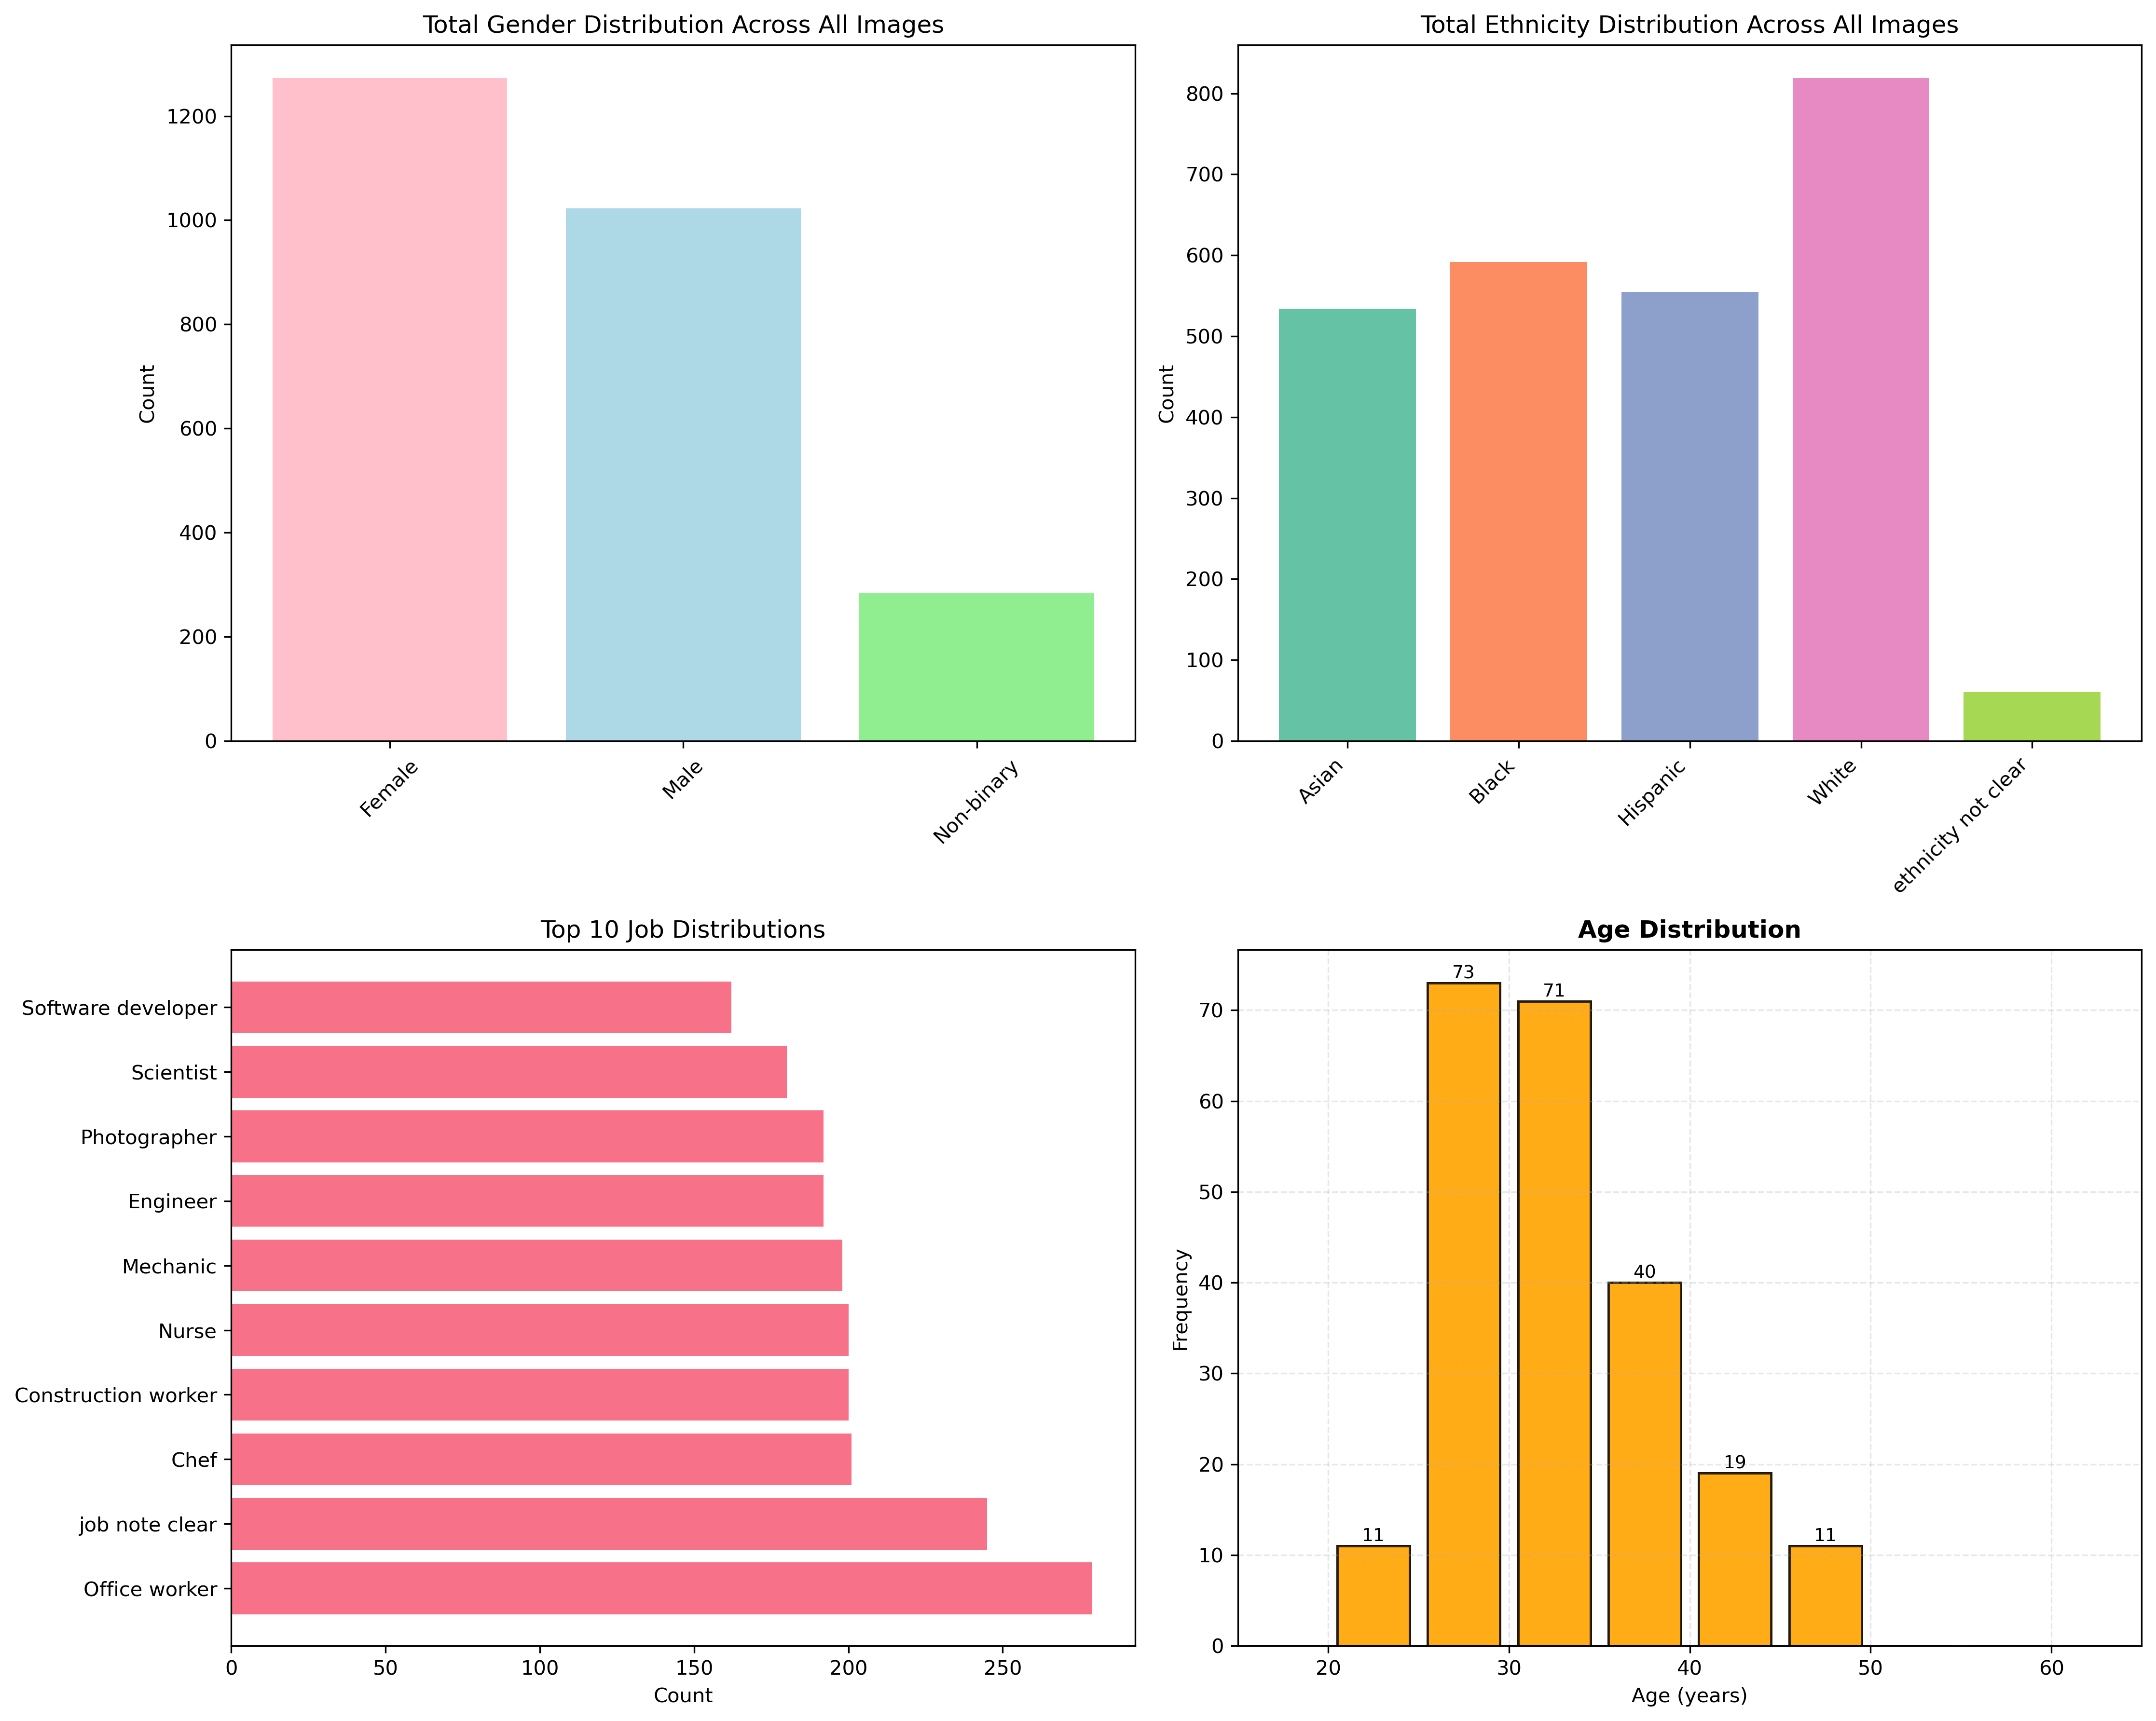 Total Gender Distribution Across All Images
Count
1200
1000
800
600
400
200
0
Female
Male
Non-binary
Total Ethnicity Distribution Across All Images
Count
800
700
600
500
400
300
200
100
0
Asian
Black
Hispanic
White
ethnicity not clear
Top 10 Job Distributions
Software developer
Scientist
Photographer
Engineer
Mechanic
Nurse
Construction worker
Chef
job note clear
Office worker
0 50 100 150 200 250
Count
Age Distribution
Frequency
70
60
50
40
30
20
10
0
11
73
71
40
19
11
20 30 40 50 60
Age (years)